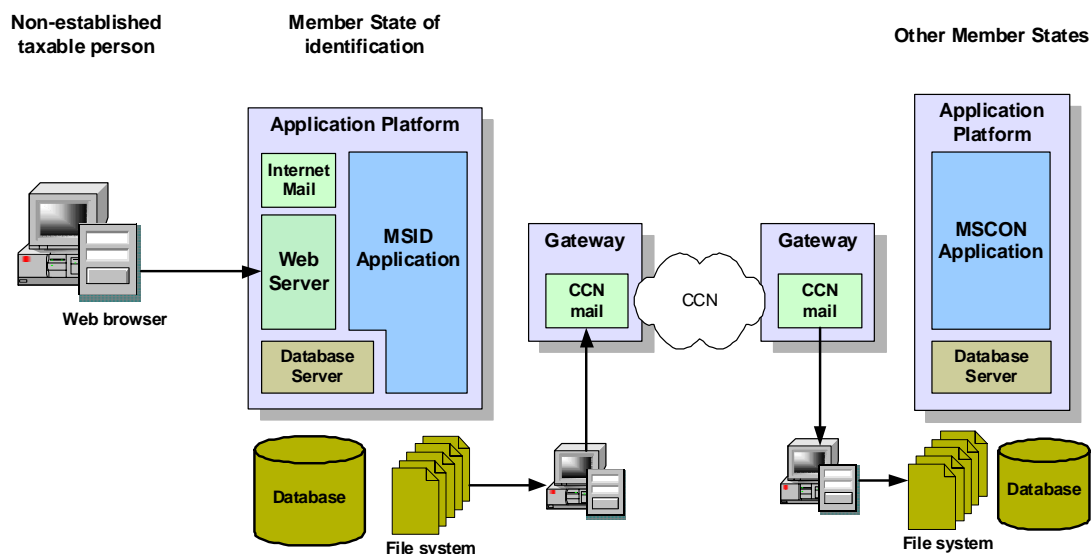 Non-established
taxable person
Member State of
identification
Other Member States
Application Platform
Internet
Mail
Web
Server
MSID
Application
Database
Server
Web browser
Gateway
CCN
mail
CCN
Gateway
CCN
mail
Application
Platform
MSCON
Application
Database
Server
Database
File system
File system
Database